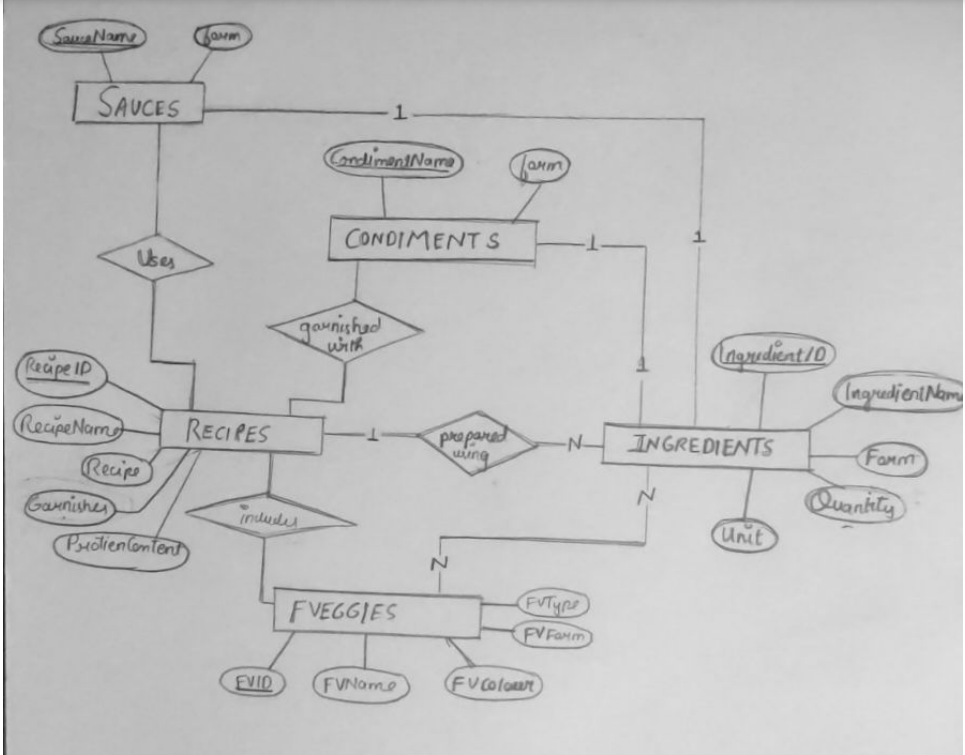 SauceName
Form
SAUCES
1
CondimentName
Form
CONDIMENTS
1
1
Uses
garnished
with
1
IngredientID
RecipeID
IngredientName
RecipeName
RECIPES
1
prepared
using
N
INGREDIENTS
Form
Recipe
Quantity
Garnishes
includes
N
Unit
ProtienContent
N
FVEGGIES
FVType
FVForm
FVID
FVName
FVColour